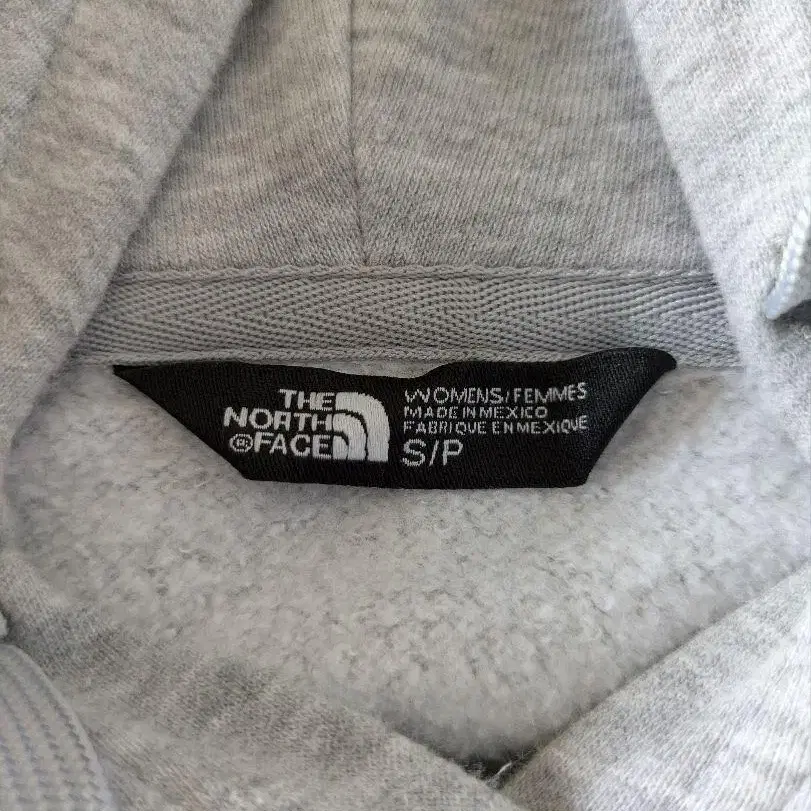 THE
NORTH
®FACE
WOMENS/FEMMES
MADE IN MEXICO
FABRIQUE EN MEXIQUE
S/P